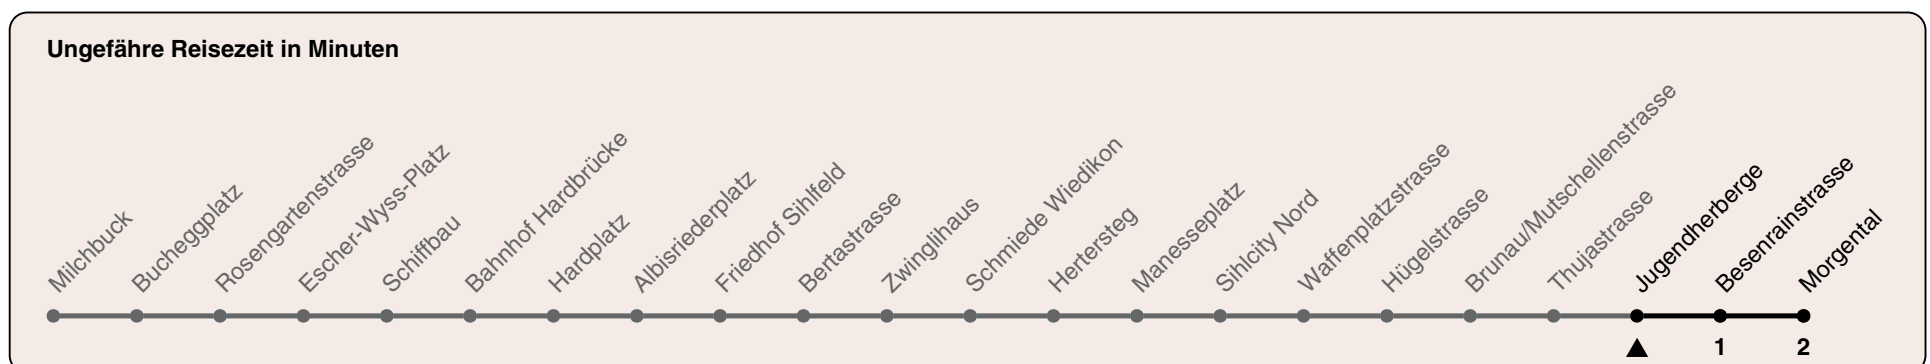 Ungefähre Reisezeit in Minuten
Milchbuck
Bucheggplatz
Rosengartenstrasse
Escher-Wyss-Platz
Schiffbau
Bahnhof Hardbrücke
Hardplatz
Albisriederplatz
Friedhof Sihlfeld
Bertastrasse
Zwinglihaus
Schmiede Wiedikon
Hertersteg
Manesseplatz
Sihlcity Nord
Waffenplatzstrasse
Hügelstrasse
Brunau/Mutschellenstrasse
Thujastrasse
Jugendherberge
Besenrainstrasse
Morgental
1 2